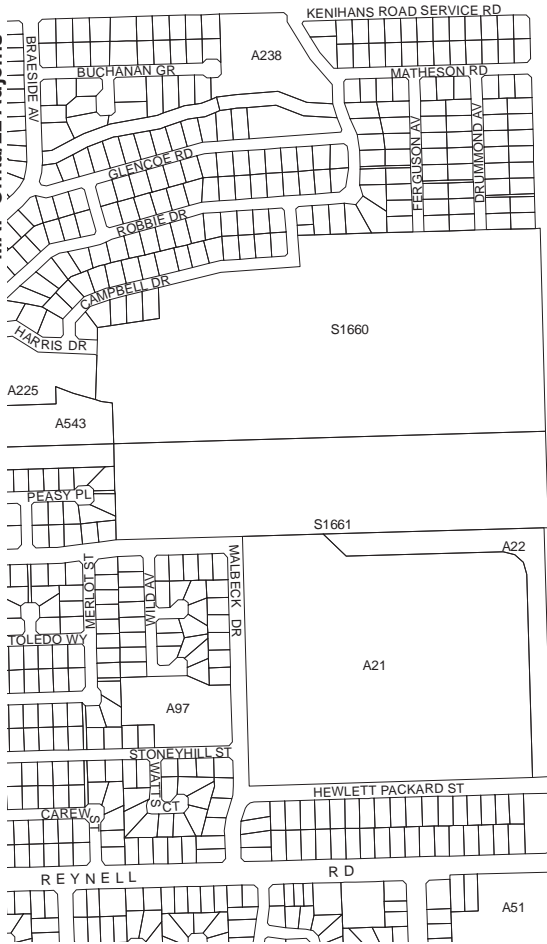 KENIHANS ROAD SERVICE RD
BRAESIDE AV
A238
BUCHANAN GR
MATHESON RD
FERGUSON AV
DRUMMOND AV
GLENCOE RD
ROBBIE DR
CAMPBELL DR
S1660
HARRIS DR
A225
A543
PEASY PL
S1661
A22
MERLOT ST
WILD AV
MALBECK DR
TOLEDO WY
A21
A97
STONEYHILL ST
WATTS CT
HEWLETT PACKARD ST
CAREW ST
REYNELL RD
A51